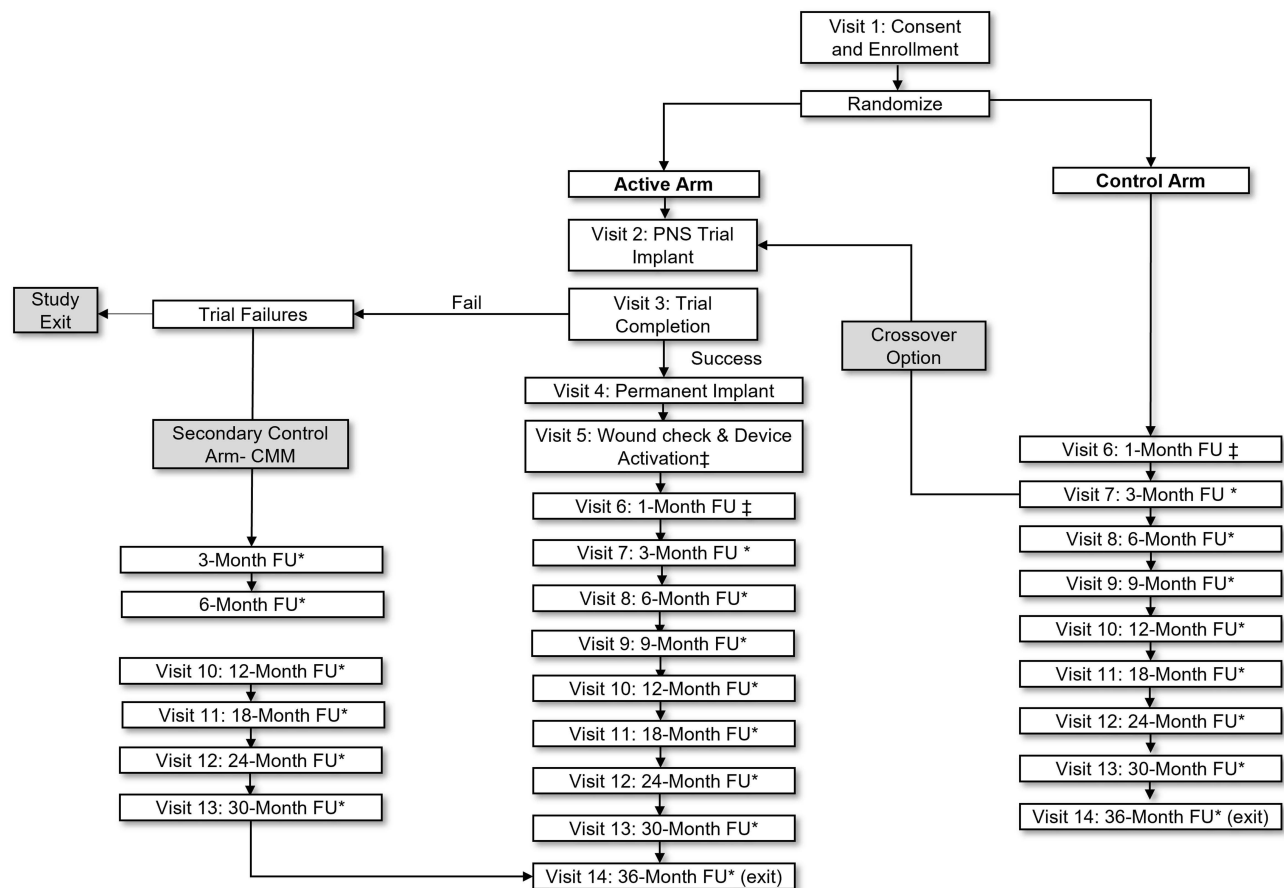 Visit 1: Consent
and Enrollment
Randomize
Active Arm
Control Arm
Visit 2: PNS Trial
Implant
Study
Exit
Trial Failures
Fail
Visit 3: Trial
Completion
Crossover
Option
Success
Visit 4: Permanent Implant
Secondary Control
Arm- CMM
Visit 5: Wound check & Device
Activation‡
Visit 6: 1-Month FU ‡
Visit 7: 3-Month FU *
Visit 8: 6-Month FU*
Visit 9: 9-Month FU*
Visit 10: 12-Month FU*
Visit 11: 18-Month FU*
Visit 12: 24-Month FU*
Visit 13: 30-Month FU*
Visit 14: 36-Month FU* (exit)
3-Month FU*
6-Month FU*
Visit 10: 12-Month FU*
Visit 11: 18-Month FU*
Visit 12: 24-Month FU*
Visit 13: 30-Month FU*
Visit 6: 1-Month FU ‡
Visit 7: 3-Month FU *
Visit 8: 6-Month FU*
Visit 9: 9-Month FU*
Visit 10: 12-Month FU*
Visit 11: 18-Month FU*
Visit 12: 24-Month FU*
Visit 13: 30-Month FU*
Visit 14: 36-Month FU* (exit)